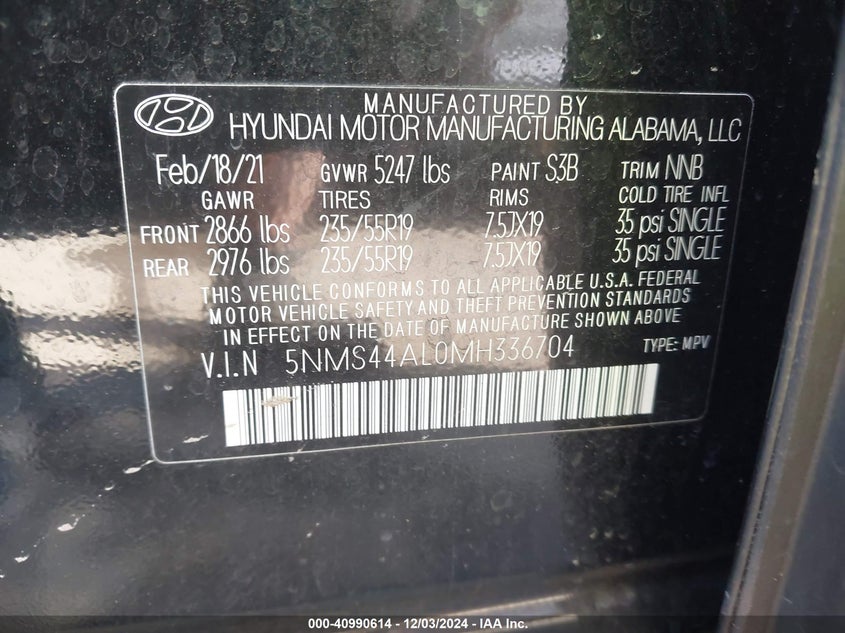 MANUFACTURED BY
HYUNDAI MOTOR MANUFACTURING ALABAMA, LLC
Feb/18/21 GVWR 5247 lbs PAINT S3B TRIM NNB
GAWR TIRES RIMS COLD TIRE INFL
FRONT 2866 lbs 235/55R19 7.5JX19 35 psi SINGLE
REAR 2976 lbs 235/55R19 7.5JX19 35 psi SINGLE
THIS VEHICLE CONFORMS TO ALL APPLICABLE U.S.A. FEDERAL
MOTOR VEHICLE SAFETY AND THEFT PREVENTION STANDARDS
IN EFFECT ON THE DATE OF MANUFACTURE SHOWN ABOVE
V.I.N 5NMS44AL0MH336704 TYPE: MPV
000-40990614 - 12/03/2024 - IAA Inc.